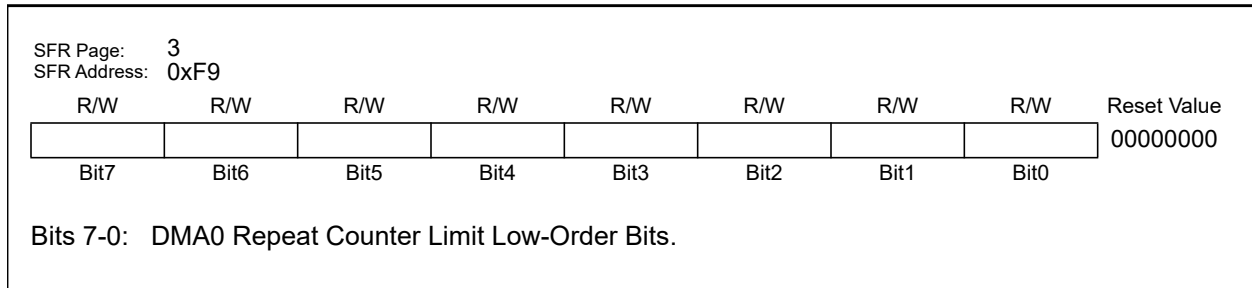 SFR Page: 3
SFR Address: 0xF9
R/W R/W R/W R/W R/W R/W R/W R/W Reset Value
00000000
Bit7 Bit6 Bit5 Bit4 Bit3 Bit2 Bit1 Bit0
Bits 7-0: DMA0 Repeat Counter Limit Low-Order Bits.